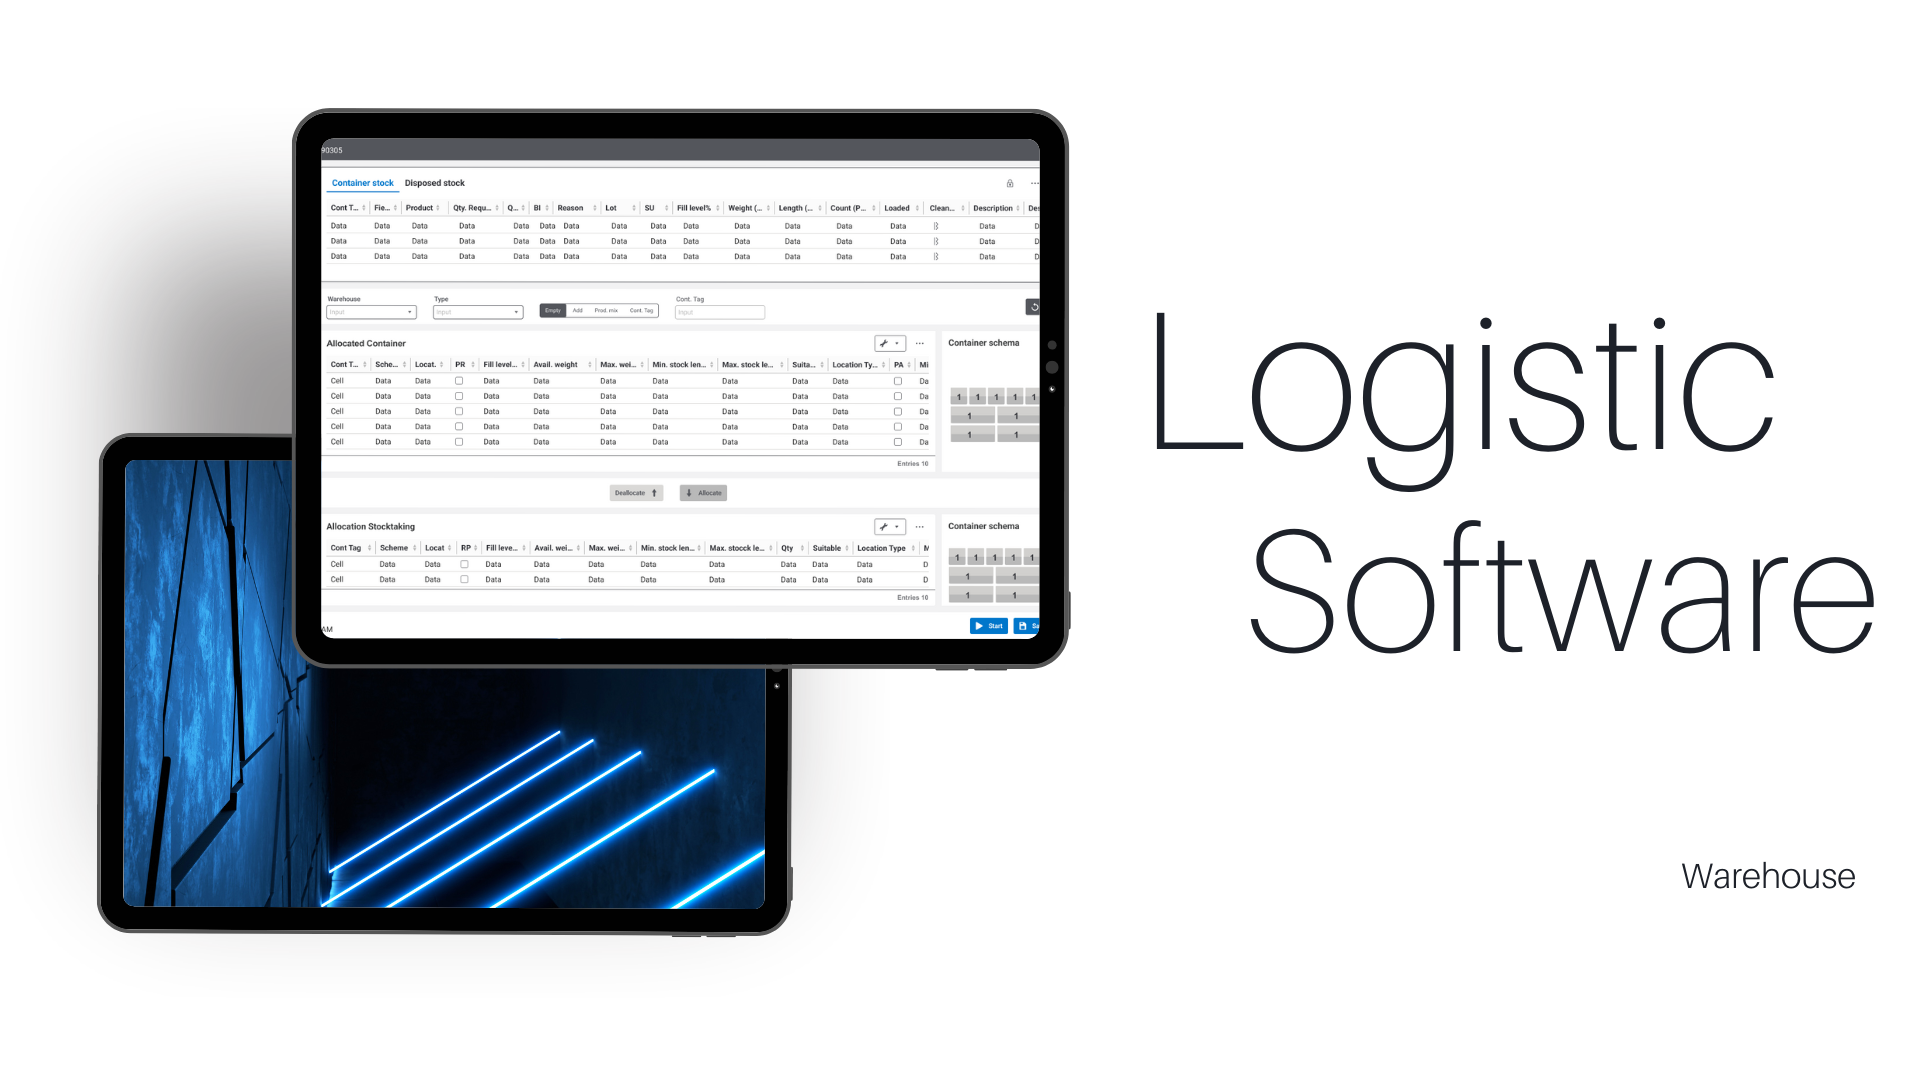 90305
Container stock Disposed stock
Cont T... Fie... Product Qty. Requ... Q... BI Reason Lot SU Fill level% Weight (... Length (... Count (P... Loaded Clean... Description Des
Data Data Data Data Data Data Data Data Data Data Data Data Data Data Data D
Data Data Data Data Data Data Data Data Data Data Data Data Data Data Data D
Data Data Data Data Data Data Data Data Data Data Data Data Data Data Data D
Warehouse Type Cont. Tag
Input Input Empty Add Prod. mix Cont. Tag Input
Allocated Container ... Container schema
Cont T... Sche... Locat. PR Fill level... Avail. weight Max. wei... Min. stock len... Max. stock le... Suita... Location Ty... PA Mi
Cell Data Data Data Data Data Data Data Data Data Da
Cell Data Data Data Data Data Data Data Data Data Da
Cell Data Data Data Data Data Data Data Data Data Da
Cell Data Data Data Data Data Data Data Data Data Da
Cell Data Data Data Data Data Data Data Data Data Da
1 1 1 1 1
1 1
1 1
Entries 10
Deallocate Allocate
Allocation Stocktaking ... Container schema
Cont Tag Scheme Locat RP Fill leve... Avail. wei... Max. wei... Min. stock len... Max. stocck le... Qty Suitable Location Type M
Cell Data Data Data Data Data Data Data Data Data Data D
Cell Data Data Data Data Data Data Data Data Data Data D
1 1 1 1 1
1 1
1 1
Entries 10
AM Start Sa
Logistic
Software
Warehouse